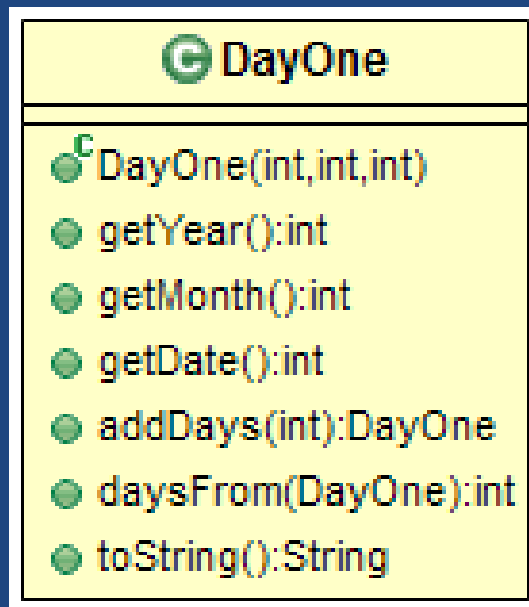 C DayOne
C DayOne(int,int,int)
getYear():int
getMonth():int
getDate():int
addDays(int):DayOne
daysFrom(DayOne):int
toString():String